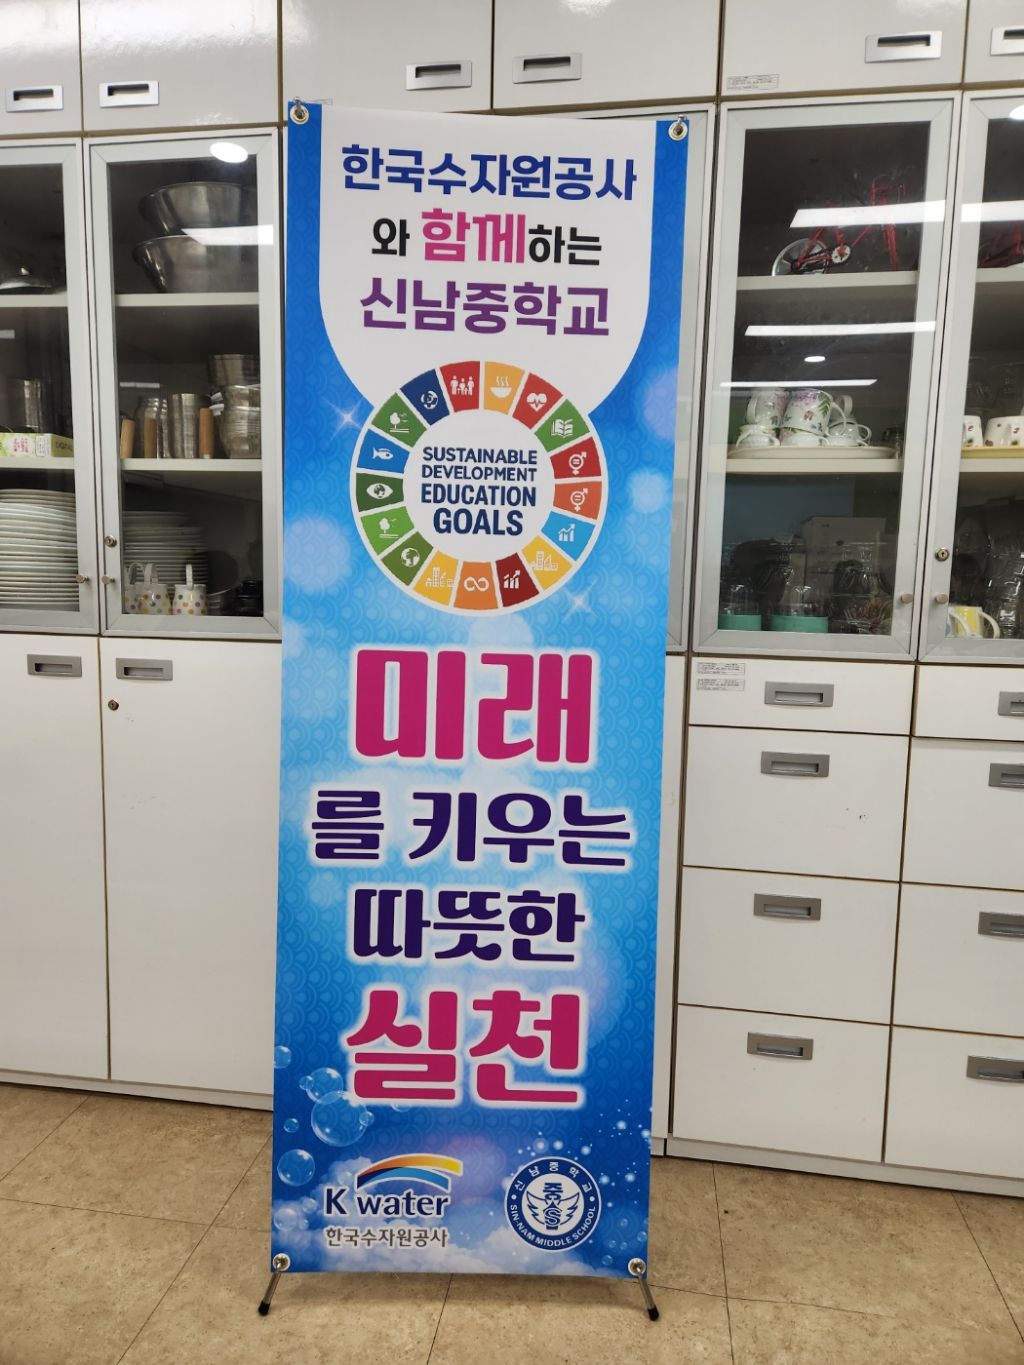 한국수자원공사
와 함께하는
신남중학교
SUSTAINABLE
DEVELOPMENT
EDUCATION
GOALS
미래
를 키우는
따뜻한
실천
K water
한국수자원공사
신남중학교
중
S
SIN-NAM MIDDLE SCHOOL